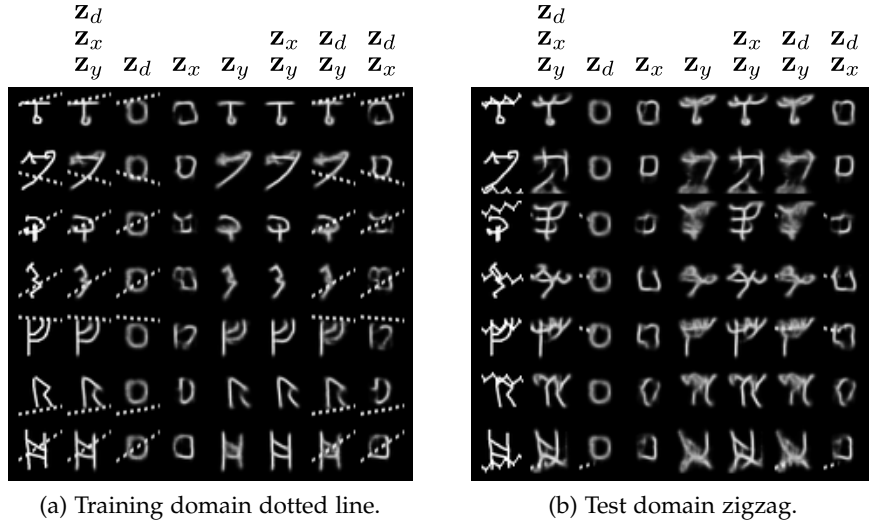 z_d z_d
z_x z_x z_d z_d z_x z_x z_d z_d
z_y z_d z_x z_y z_y z_y z_x z_y z_d z_x z_y z_y z_y z_x
(a) Training domain dotted line. (b) Test domain zigzag.